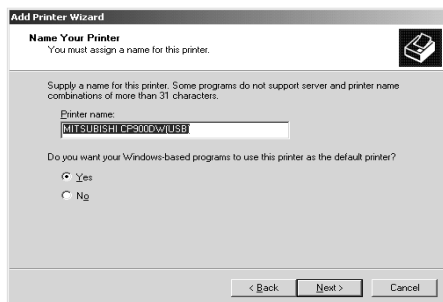 Add Printer Wizard
Name Your Printer
You must assign a name for this printer.
Supply a name for this printer. Some programs do not support server and printer name
combinations of more than 31 characters.
Printer name:
MITSUBISHI CP900DW(USB)
Do you want your Windows-based programs to use this printer as the default printer?
Yes
No
< Back Next > Cancel